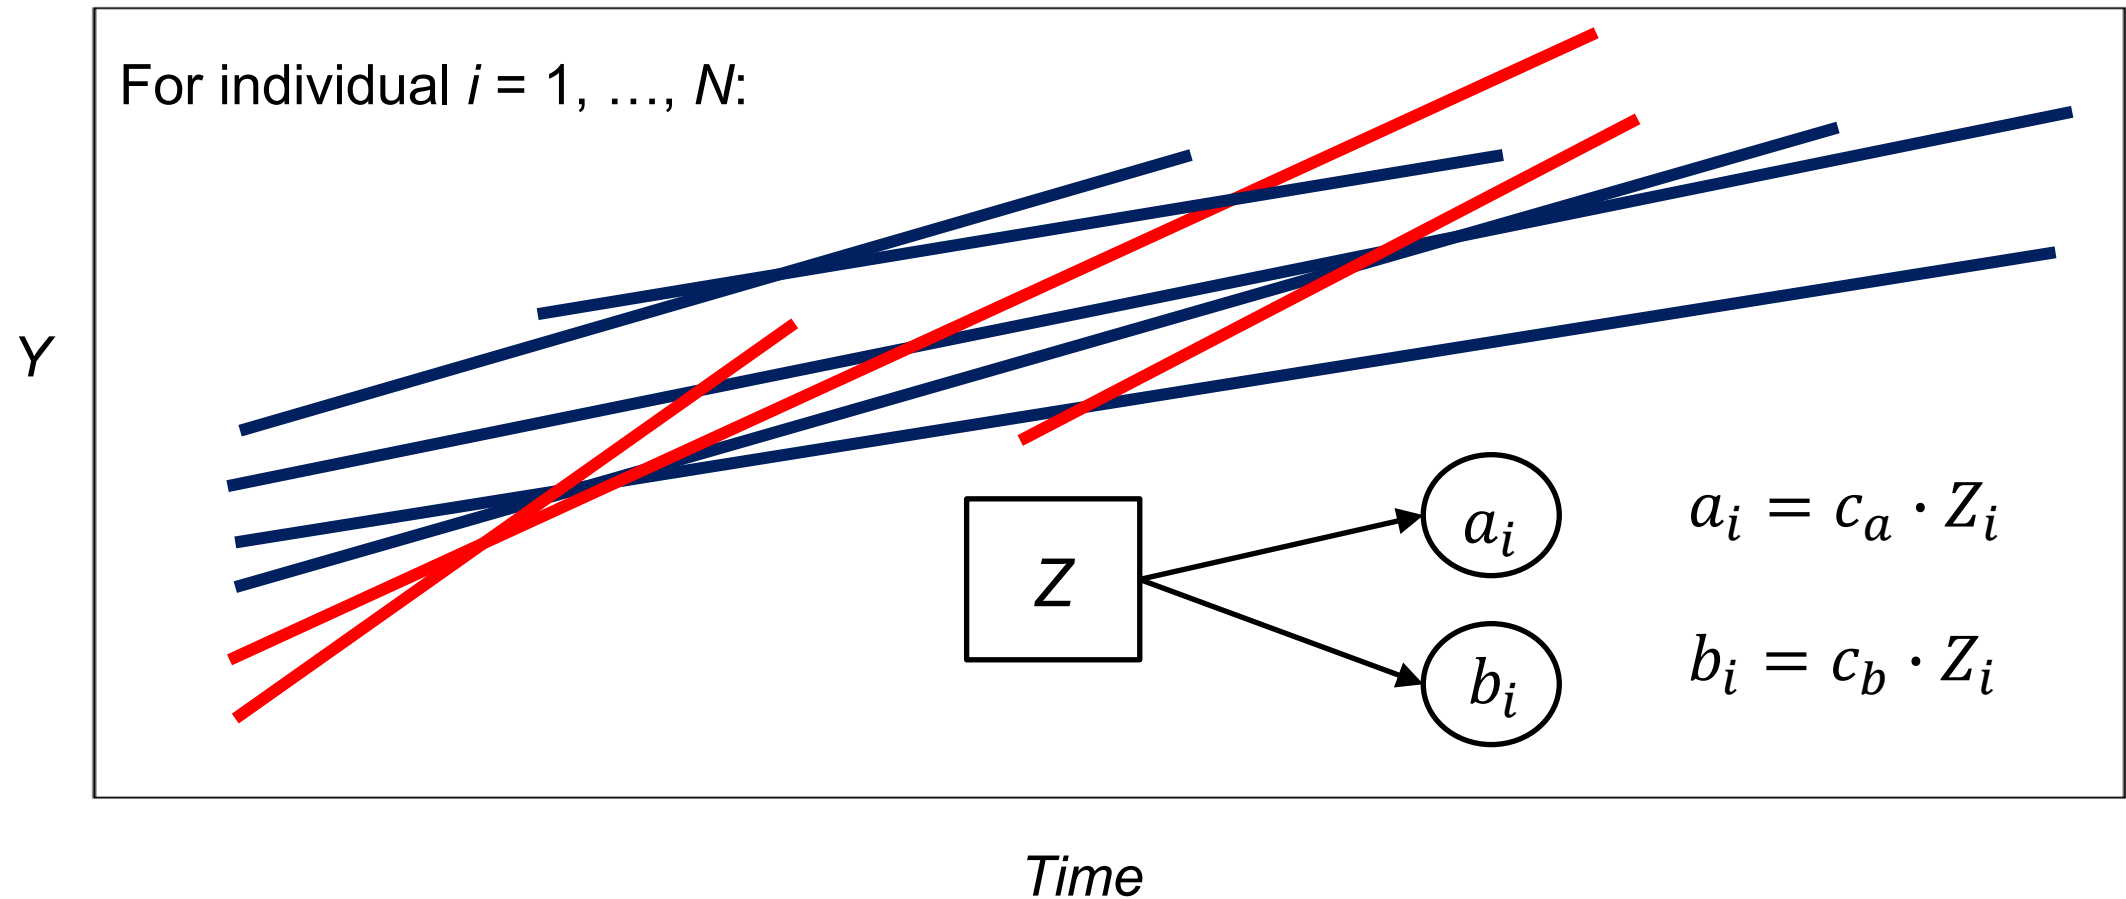 For individual i = 1, …, N:
Y
a_i
a_i = c_a · Z_i
Z
b_i
b_i = c_b · Z_i
Time